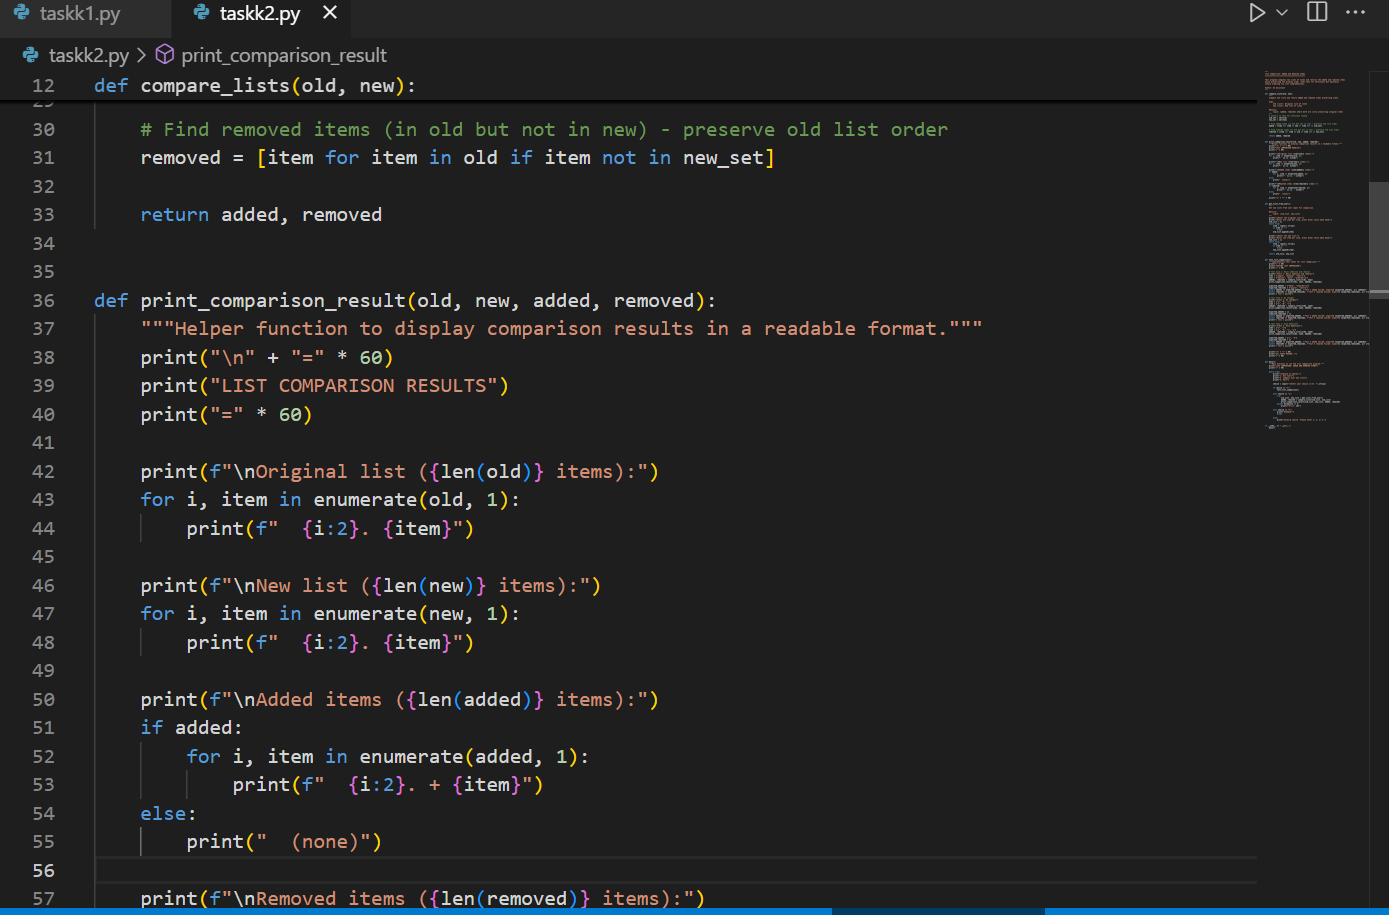 taskk1.py
taskk2.py
taskk2.py > print_comparison_result
12 def compare_lists(old, new):
29
30 # Find removed items (in old but not in new) - preserve old list order
31 removed = [item for item in old if item not in new_set]
32
33 return added, removed
34
35
36 def print_comparison_result(old, new, added, removed):
37 """Helper function to display comparison results in a readable format."""
38 print("\n" + "=" * 60)
39 print("LIST COMPARISON RESULTS")
40 print("=" * 60)
41
42 print(f"\nOriginal list ({len(old)} items):")
43 for i, item in enumerate(old, 1):
44 print(f"  {i:2}. {item}")
45
46 print(f"\nNew list ({len(new)} items):")
47 for i, item in enumerate(new, 1):
48 print(f"  {i:2}. {item}")
49
50 print(f"\nAdded items ({len(added)} items):")
51 if added:
52 for i, item in enumerate(added, 1):
53 print(f"  {i:2}. + {item}")
54 else:
55 print("  (none)")
56
57 print(f"\nRemoved items ({len(removed)} items):")